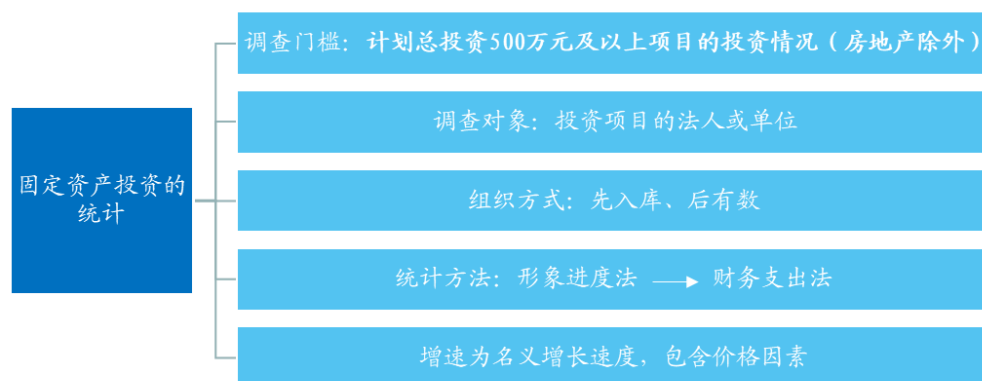 调查门槛：计划总投资500万元及以上项目的投资情况（房地产除外）
调查对象：投资项目的法人或单位
固定资产投资的
统计
组织方式：先入库、后有数
统计方法：形象进度法 → 财务支出法
增速为名义增长速度，包含价格因素